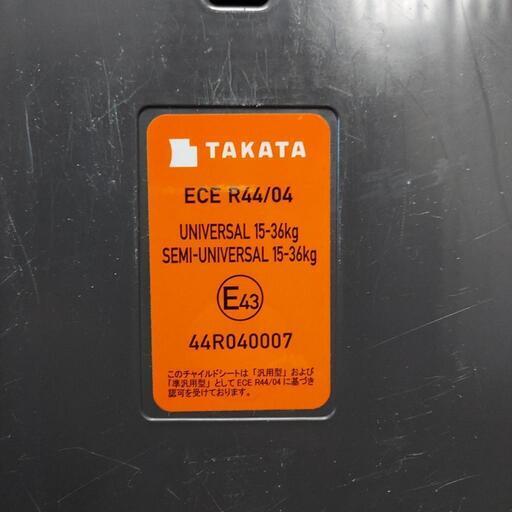 TAKATA
ECE R44/04
UNIVERSAL 15-36kg
SEMI-UNIVERSAL 15-36kg
E43
44R040007
このチャイルドシートは「汎用型」および
「準汎用型」として ECE R44/04 に基づき
認可を受けております。